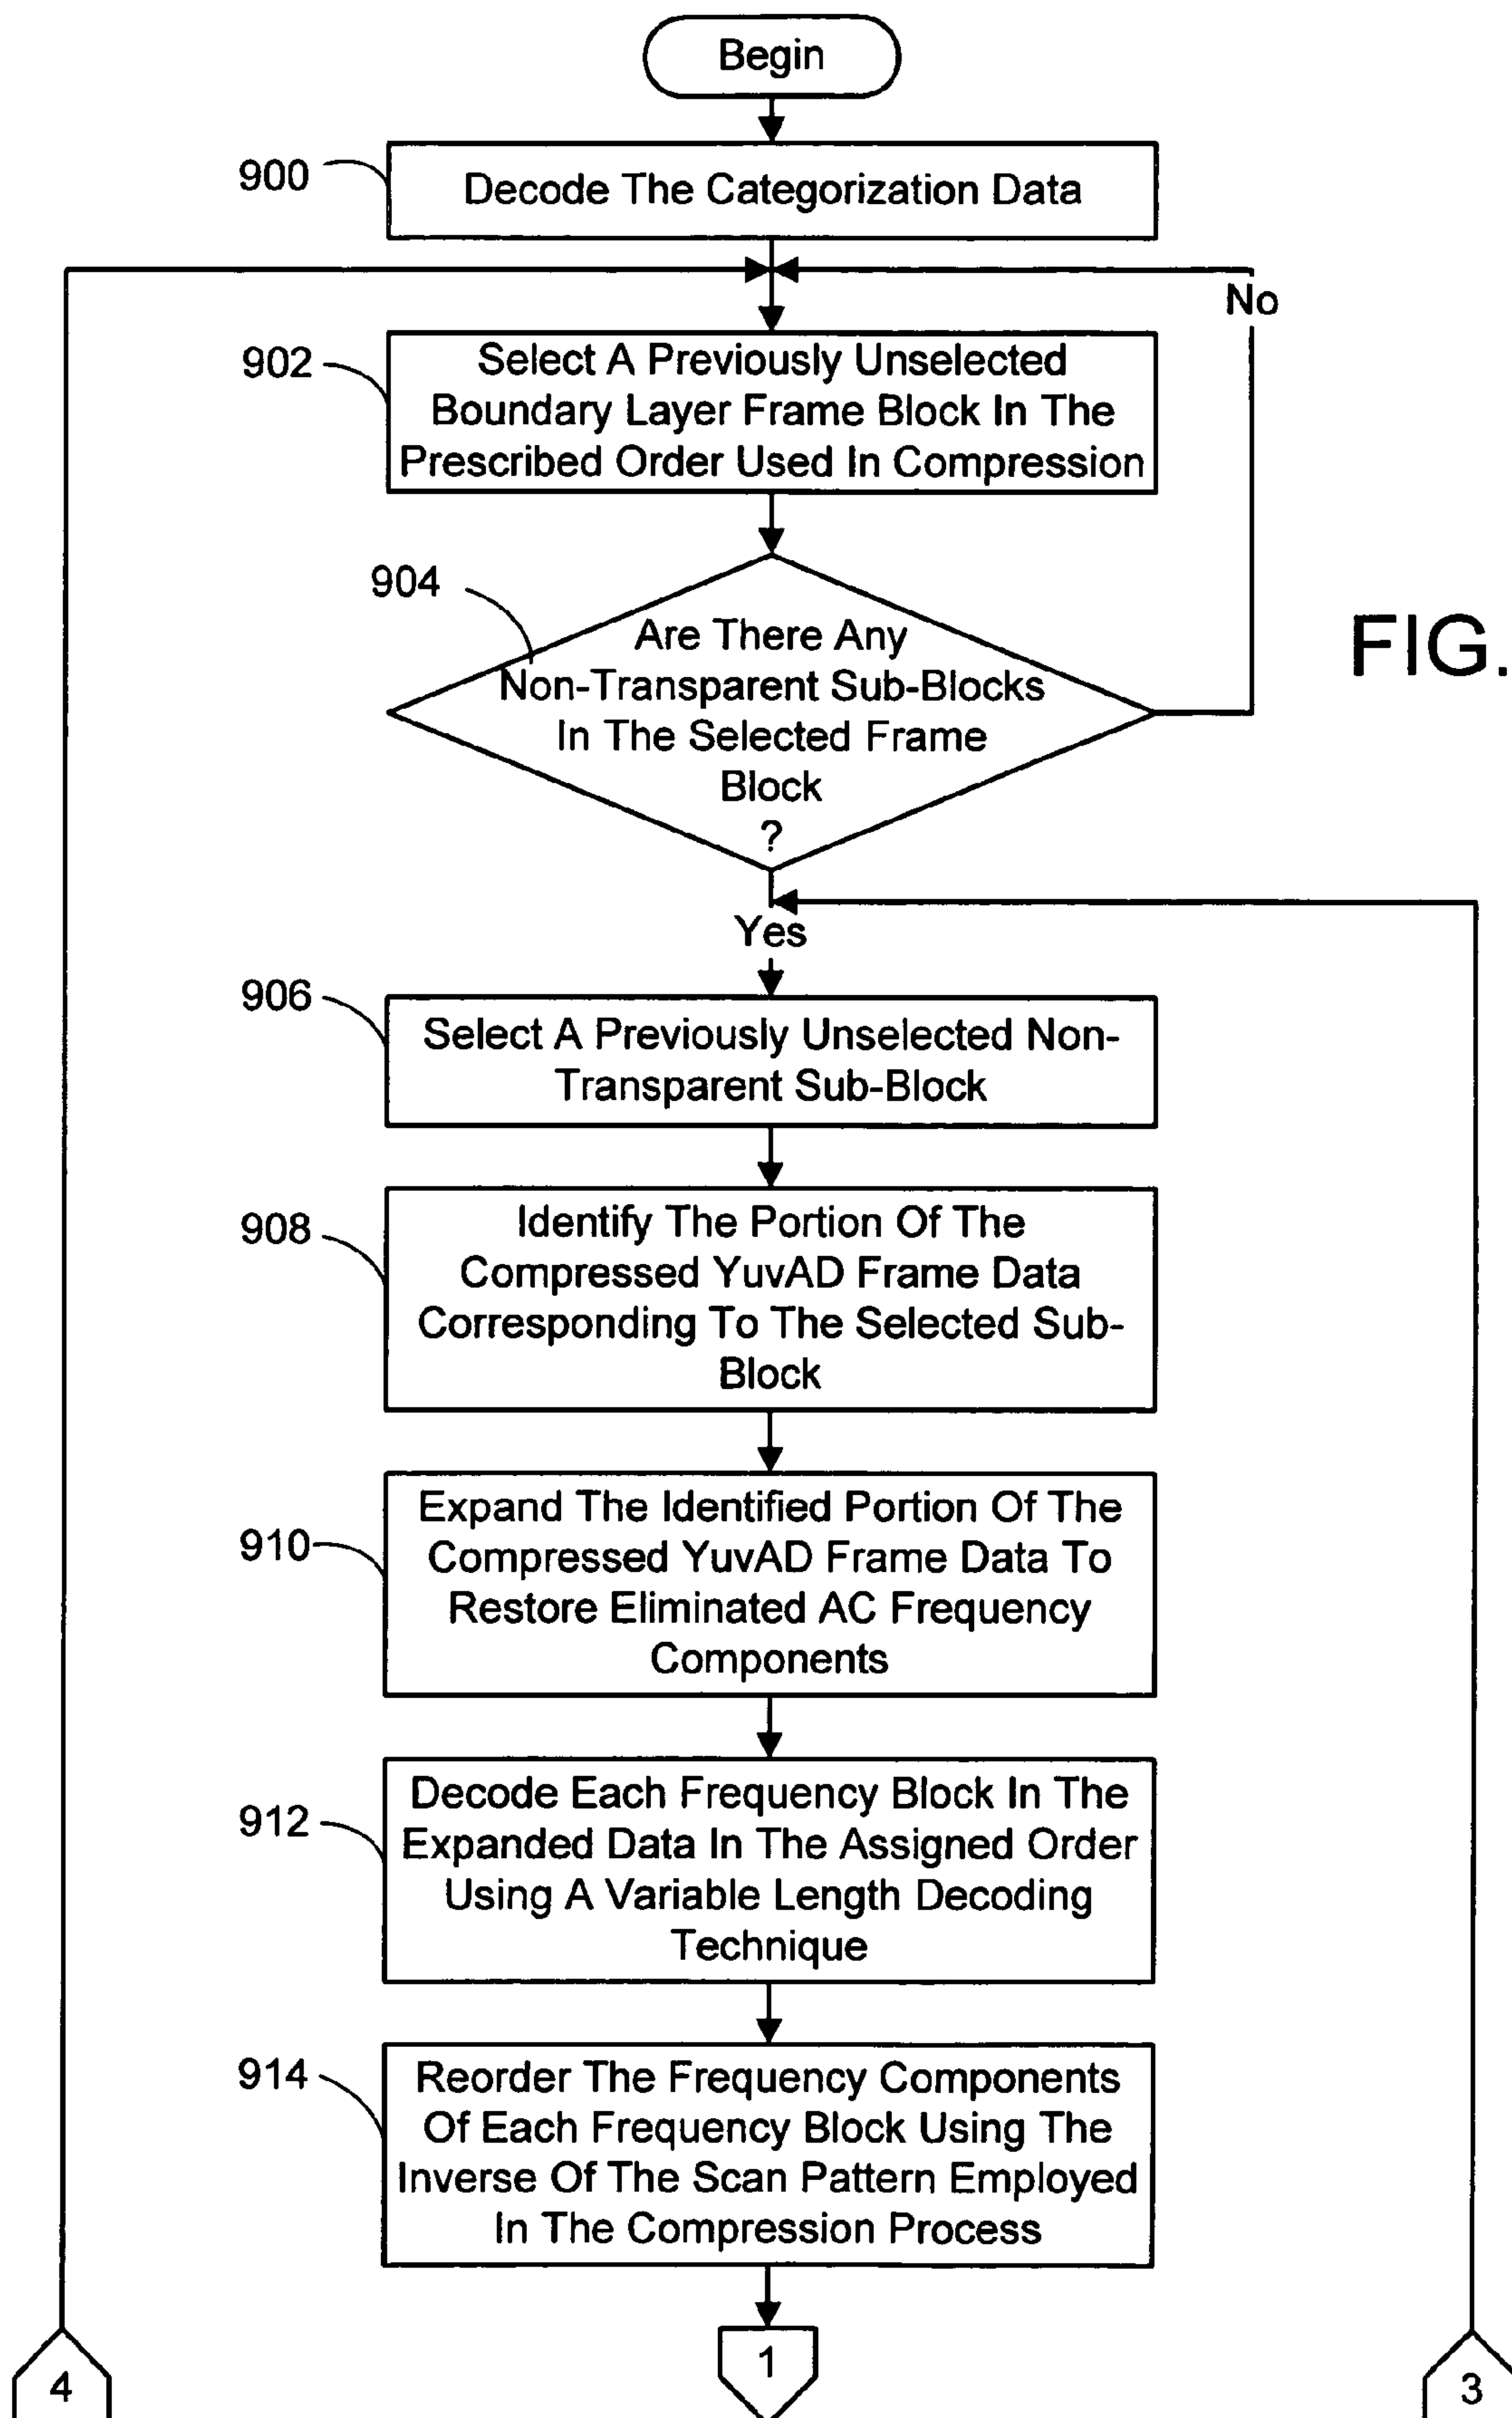 Begin
900
Decode The Categorization Data
No
902
Select A Previously Unselected
Boundary Layer Frame Block In The
Prescribed Order Used In Compression
904
Are There Any
Non-Transparent Sub-Blocks
In The Selected Frame
Block
?
FIG.
Yes
906
Select A Previously Unselected Non-
Transparent Sub-Block
908
Identify The Portion Of The
Compressed YuvAD Frame Data
Corresponding To The Selected Sub-
Block
910
Expand The Identified Portion Of The
Compressed YuvAD Frame Data To
Restore Eliminated AC Frequency
Components
912
Decode Each Frequency Block In The
Expanded Data In The Assigned Order
Using A Variable Length Decoding
Technique
914
Reorder The Frequency Components
Of Each Frequency Block Using The
Inverse Of The Scan Pattern Employed
In The Compression Process
4
1
3